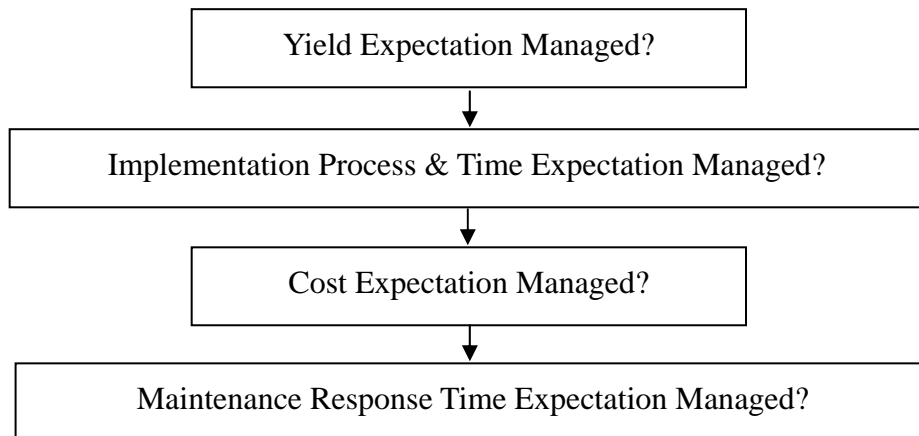 Yield Expectation Managed?
Implementation Process & Time Expectation Managed?
Cost Expectation Managed?
Maintenance Response Time Expectation Managed?